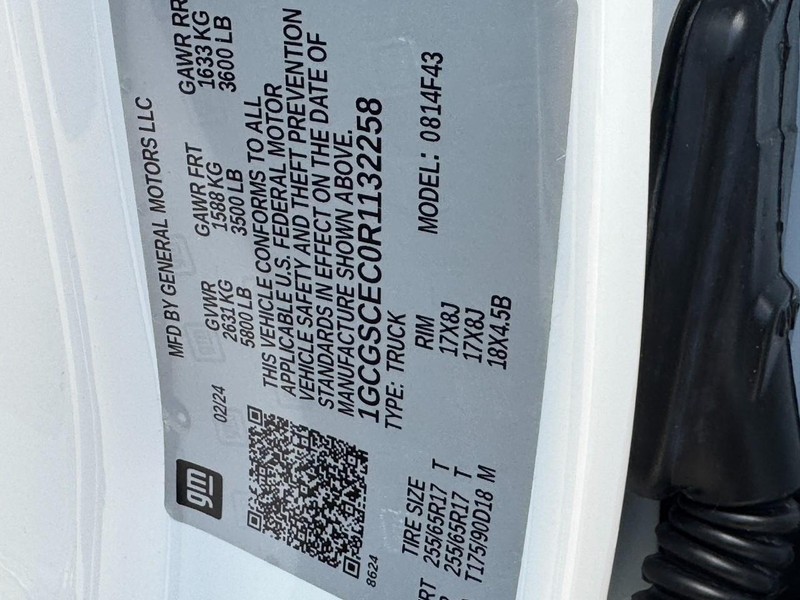 gm
02/24
MFD BY GENERAL MOTORS LLC
GVWR GAWR FRT GAWR RR
2631 KG 1588 KG 1633 KG
5800 LB 3500 LB 3600 LB
THIS VEHICLE CONFORMS TO ALL
APPLICABLE U.S. FEDERAL MOTOR
VEHICLE SAFETY AND THEFT PREVENTION
STANDARDS IN EFFECT ON THE DATE OF
MANUFACTURE SHOWN ABOVE.
1GCGSCEC0R1132258
TYPE: TRUCK MODEL: 0814F43
8624
TIRE SIZE RIM
255/65R17 T 17X8J
255/65R17 T 17X8J
T175/90D18 M 18X4.5B